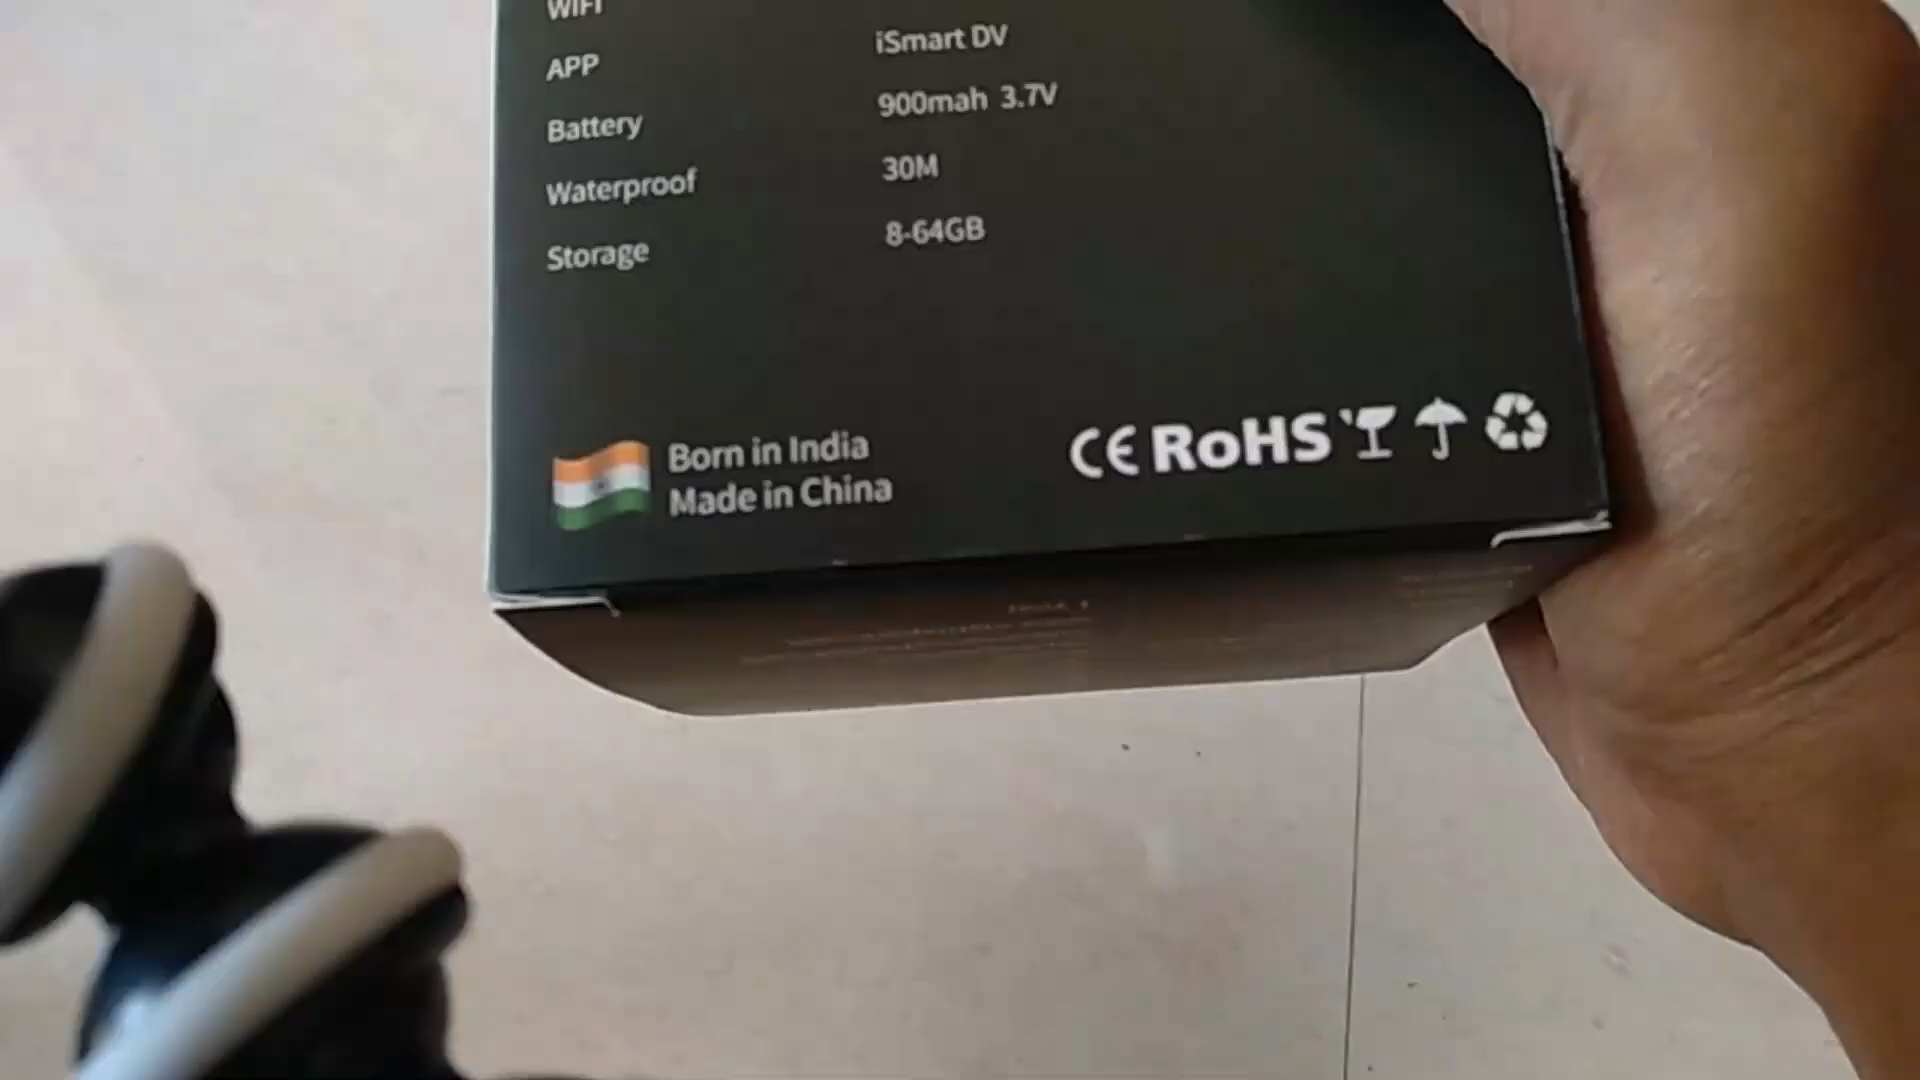 WIFI
APP iSmart DV
Battery 900mah 3.7V
Waterproof 30M
Storage 8-64GB
Born in India
Made in China
CE RoHS